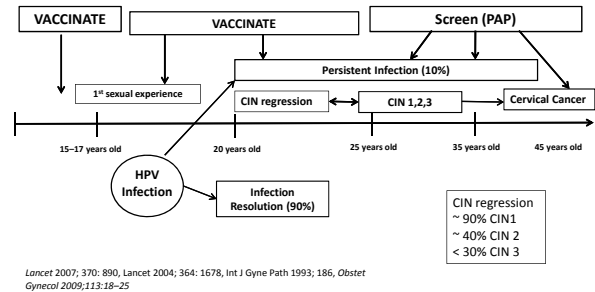 VACCINATE
VACCINATE
Screen (PAP)
Persistent Infection (10%)
1st sexual experience
CIN regression
CIN 1,2,3
Cervical Cancer
15–17 years old
20 years old
25 years old
35 years old
45 years old
HPV
Infection
Infection
Resolution (90%)
CIN regression
~ 90% CIN1
~ 40% CIN 2
< 30% CIN 3
Lancet 2007; 370: 890, Lancet 2004; 364: 1678, Int J Gyne Path 1993; 186, Obstet
Gynecol 2009;113:18–25